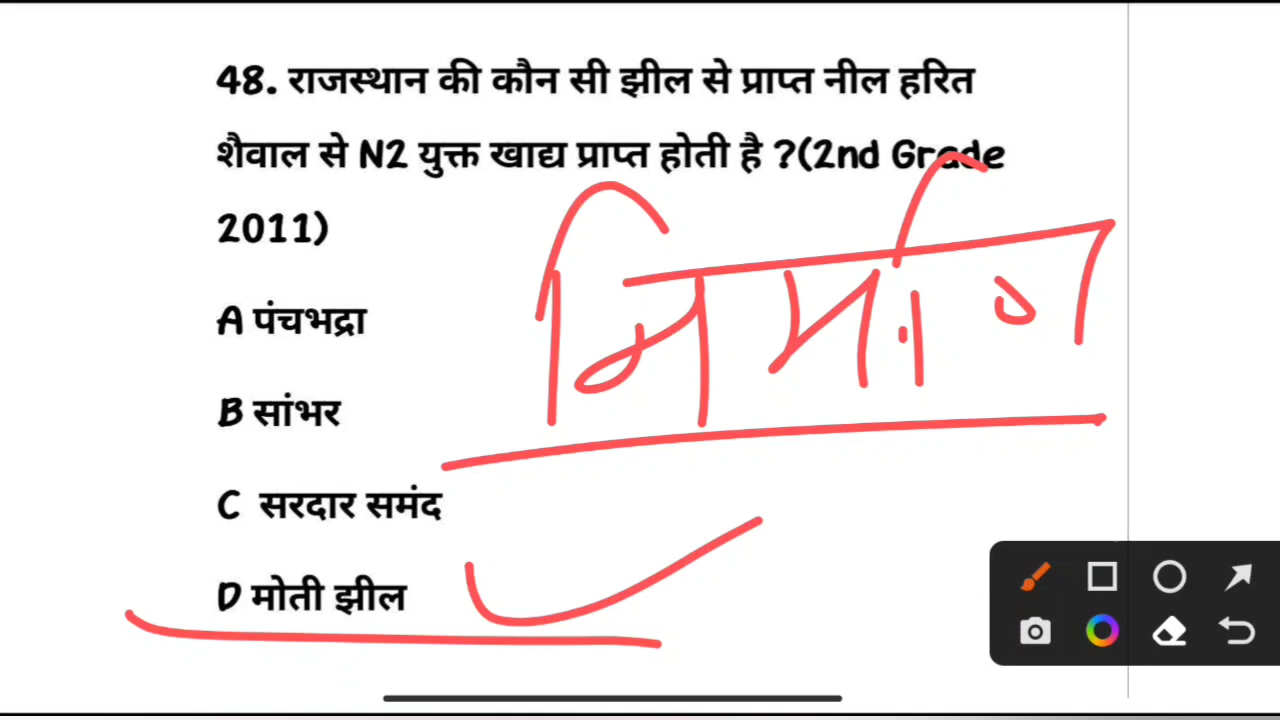 48. राजस्थान की कौन सी झील से प्राप्त नील हरित
शैवाल से N2 युक्त खाद्य प्राप्त होती है ?(2nd Grade
2011)
निर्माण
A पंचभद्रा
B सांभर
C सरदार समंद
D मोती झील